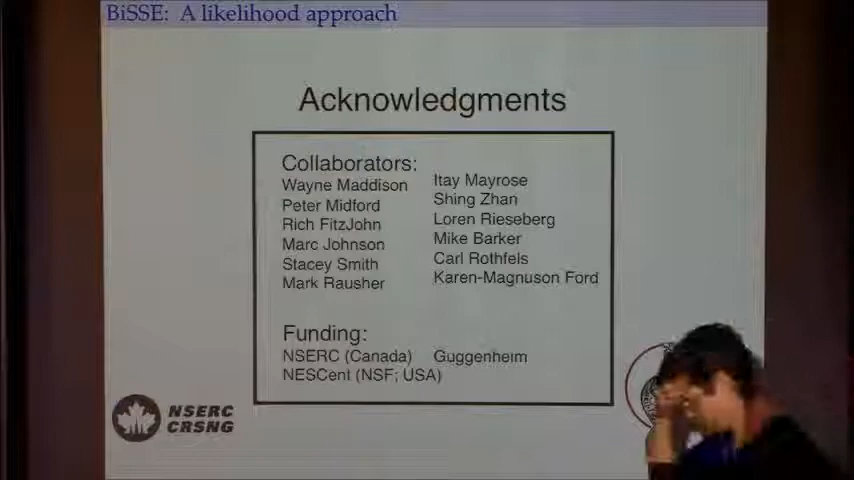 BiSSE: A likelihood approach
Acknowledgments
Collaborators:
Wayne Maddison
Peter Midford
Rich FitzJohn
Marc Johnson
Stacey Smith
Mark Rausher
Itay Mayrose
Shing Zhan
Loren Rieseberg
Mike Barker
Carl Rothfels
Karen-Magnuson Ford
Funding:
NSERC (Canada) Guggenheim
NESCent (NSF; USA)
NSERC
CRSNG